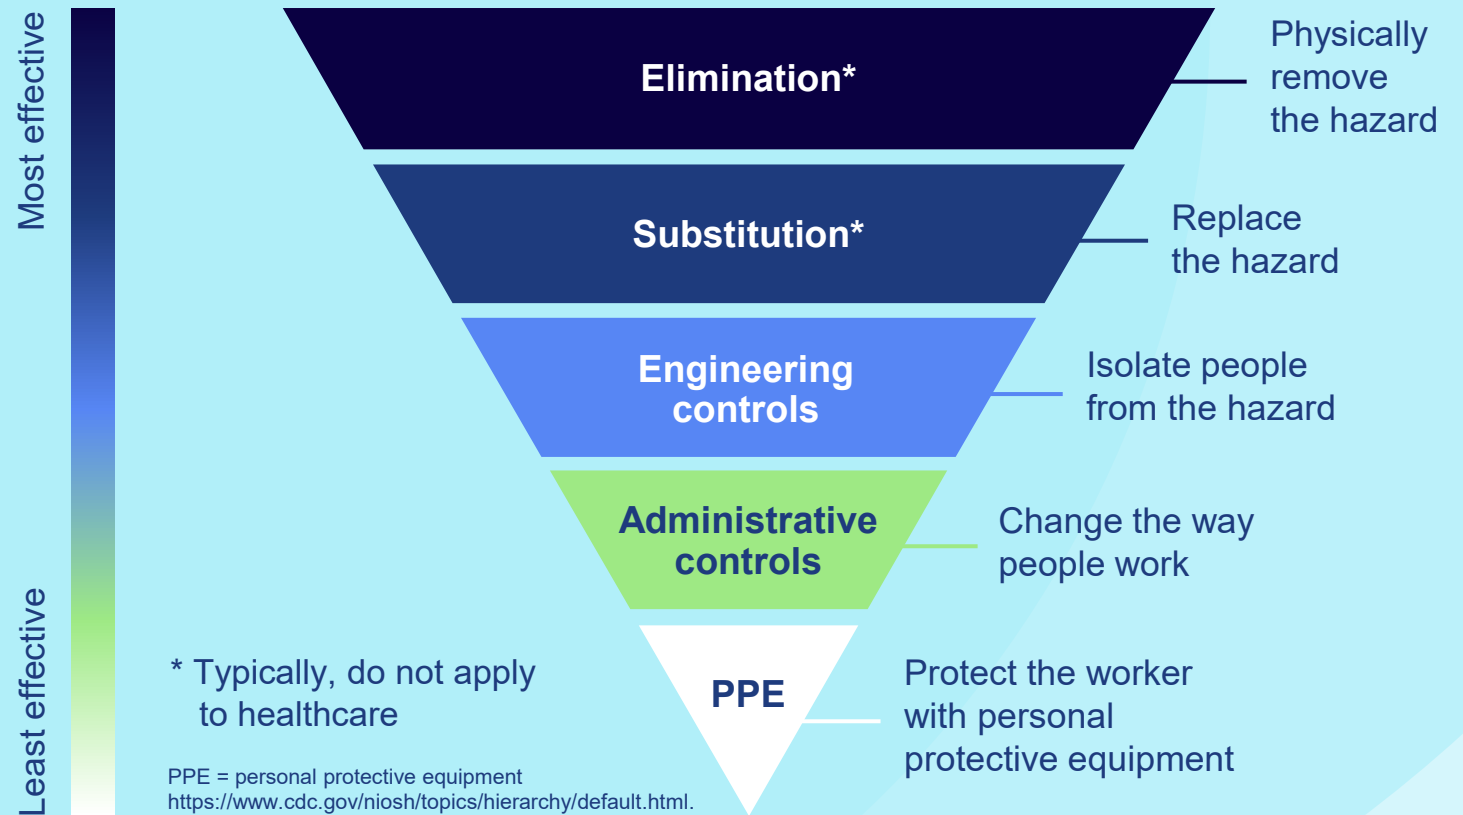 Most effective
Elimination*
Physically
remove
the hazard
Substitution*
Replace
the hazard
Engineering
controls
Isolate people
from the hazard
Administrative
controls
Change the way
people work
Least effective
* Typically, do not apply
to healthcare
PPE
Protect the worker
with personal
protective equipment
PPE = personal protective equipment
https://www.cdc.gov/niosh/topics/hierarchy/default.html.